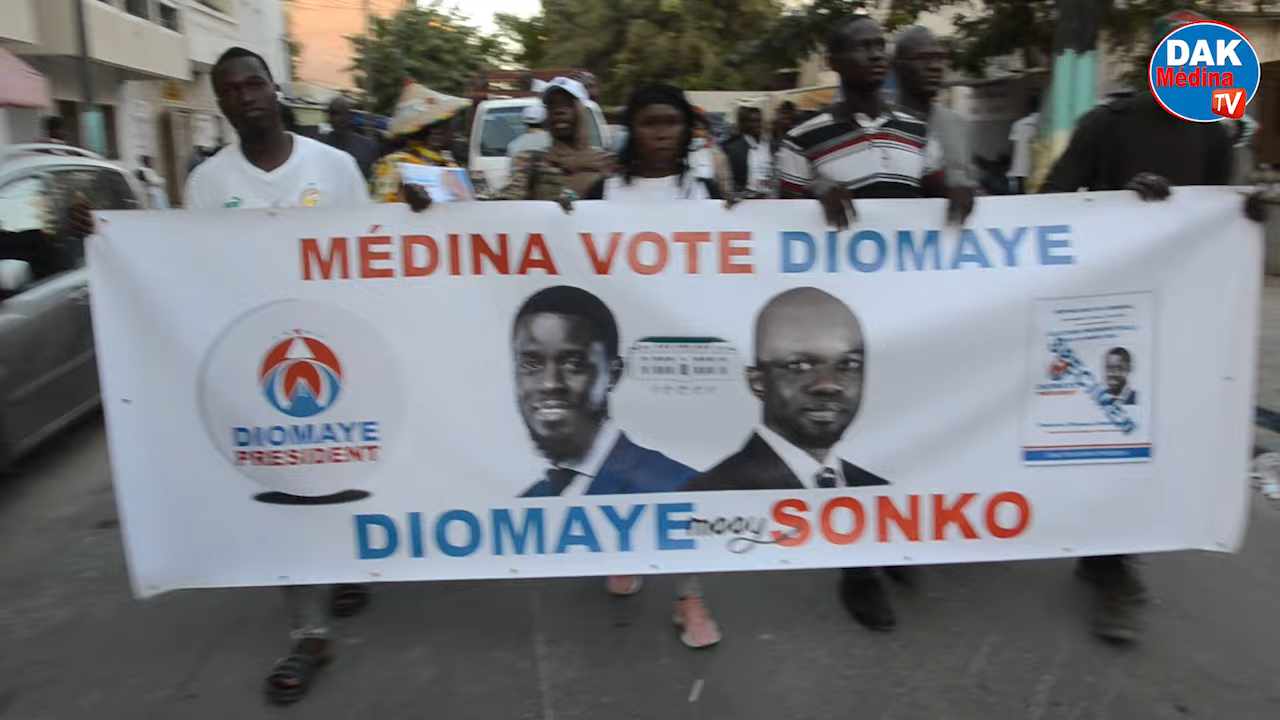 DAK
Médina
TV
MÉDINA VOTE DIOMAYE
DIOMAYE
PRESIDENT
DIOMAYE mooy SONKO